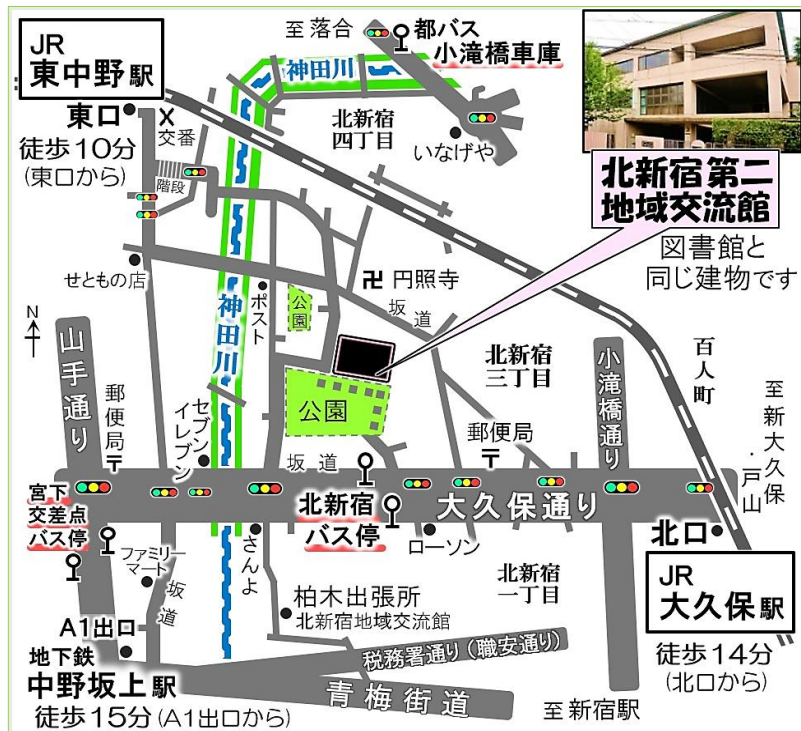 JR
東中野駅
東口
徒歩10分
(東口から)
交番
階段
至落合
都バス
小滝橋車庫
神田川
北新宿
四丁目
いなげや
北新宿第二
地域交流館
図書館と
同じ建物です
せともの店
ポスト
神田川
公園
卍円照寺
坂道
北新宿
三丁目
小滝橋通り
百人町
至新大久保・戸山
N
山手通り
郵便局
〒
セブン
イレブン
公園
坂道
郵便局
〒
宮下
交差点
バス停
北新宿
バス停
大久保通り
北口
ファミリー
マート
坂道
さんよ
ローソン
北新宿
一丁目
JR
大久保駅
徒歩14分
(北口から)
柏木出張所
北新宿地域交流館
A1出口
地下鉄
中野坂上駅
徒歩15分(A1出口から)
税務署通り(職安通り)
青梅街道
至新宿駅